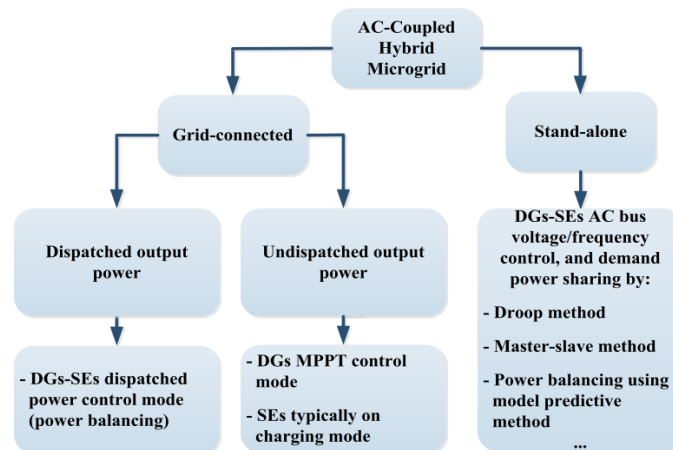 AC-Coupled
Hybrid
Microgrid
Grid-connected
Stand-alone
Dispatched output
power
Undispatched output
power
DGs-SEs AC bus
voltage/frequency
control, and demand
power sharing by:
- Droop method
- Master-slave method
- Power balancing using
model predictive
method
...
- DGs-SEs dispatched
power control mode
(power balancing)
- DGs MPPT control
mode
- SEs typically on
charging mode